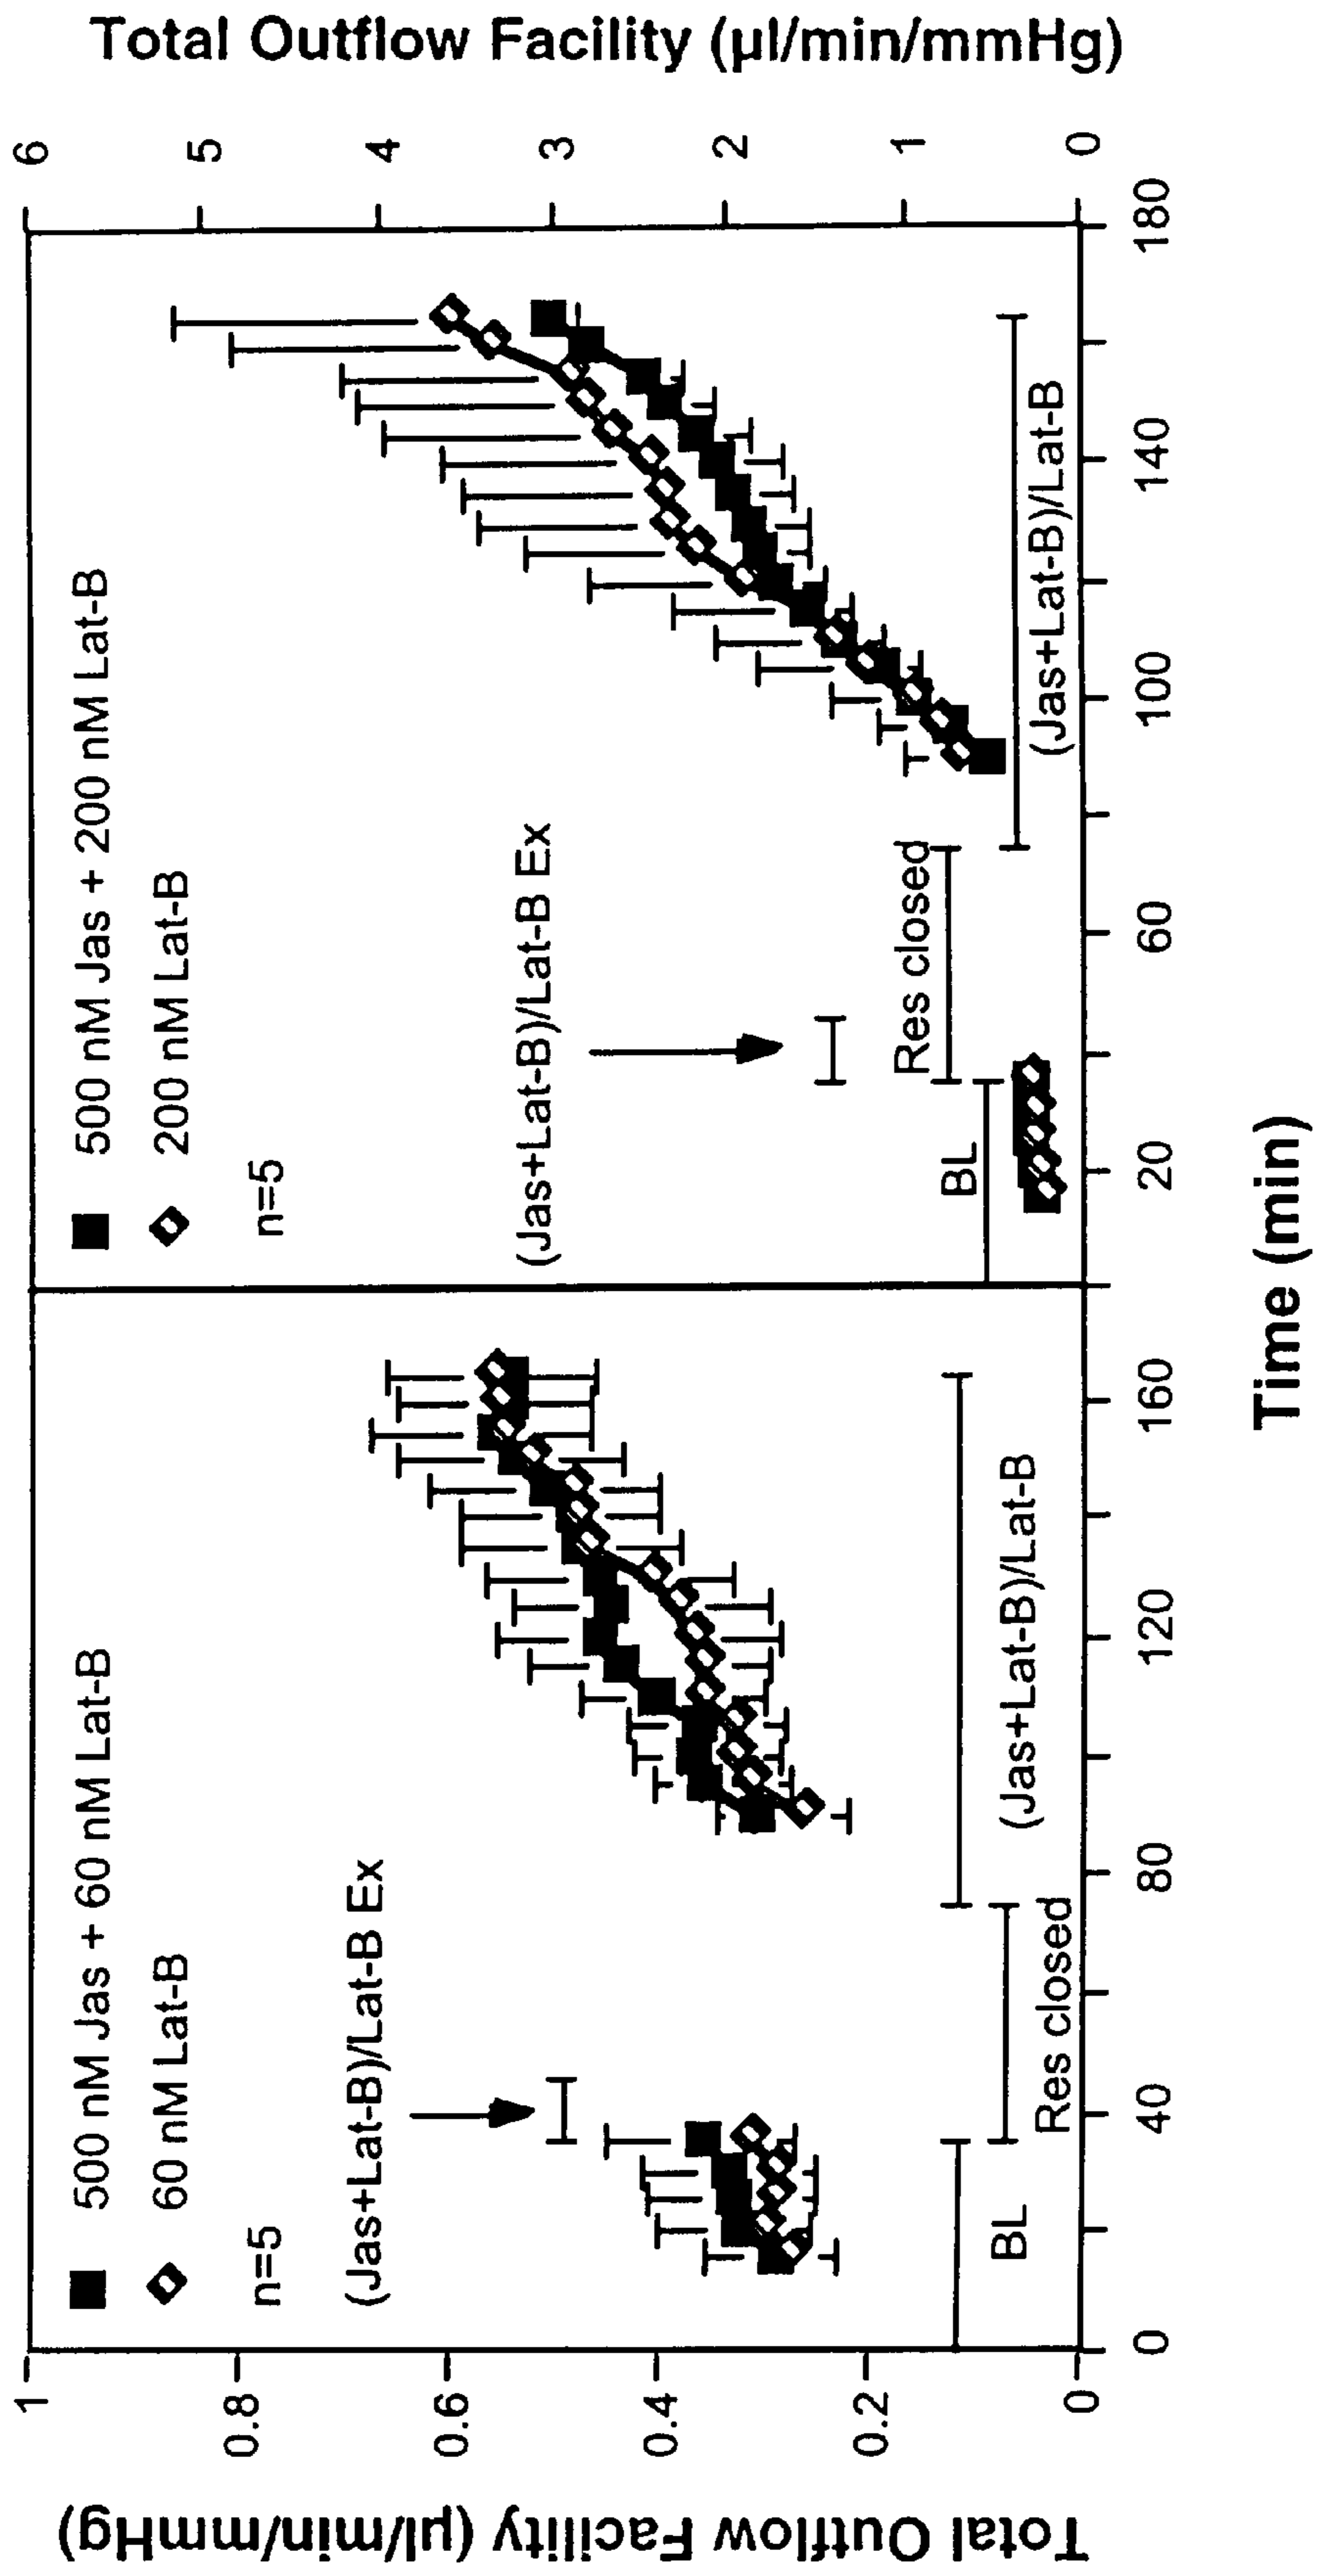 Total Outflow Facility (µl/min/mmHg)
1
0.8
0.6
0.4
0.2
0
500 nM Jas + 60 nM Lat-B
60 nM Lat-B
n=5
(Jas+Lat-B)/Lat-B Ex
BL
Res closed
(Jas+Lat-B)/Lat-B
500 nM Jas + 200 nM Lat-B
200 nM Lat-B
n=5
(Jas+Lat-B)/Lat-B Ex
BL
Res closed
(Jas+Lat-B)/Lat-B
0 40 80 120 160 20 60 100 140 180
Time (min)
6
5
4
3
2
1
0
Total Outflow Facility (µl/min/mmHg)